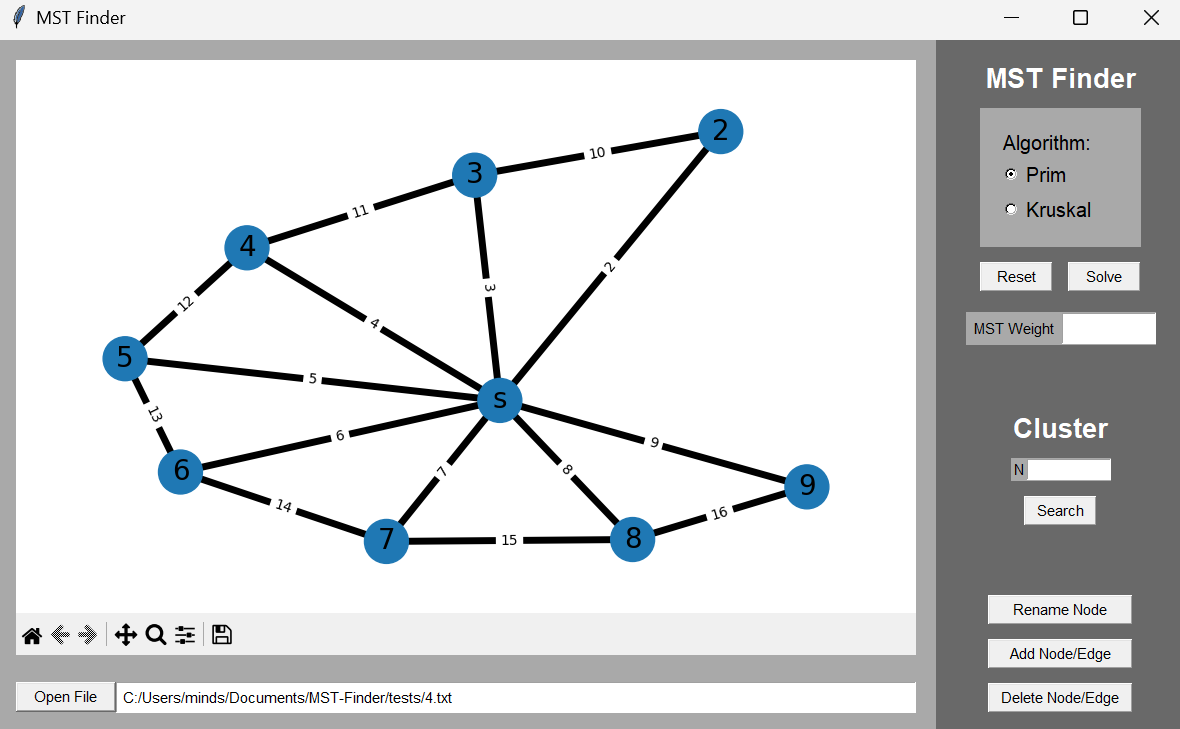 MST Finder
2
10
3
11
4
12
3
2
4
5
5
s
13
6
9
6
7
8
9
14
16
7
15
8
Open File C:/Users/minds/Documents/MST-Finder/tests/4.txt
MST Finder
Algorithm:
Prim
Kruskal
Reset Solve
MST Weight
Cluster
N
Search
Rename Node
Add Node/Edge
Delete Node/Edge